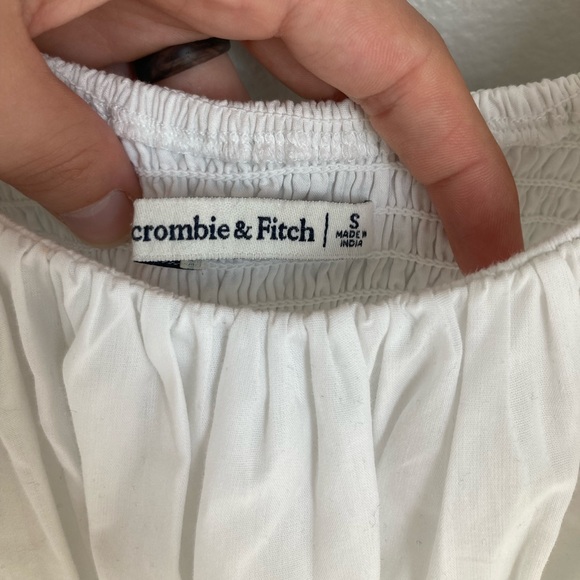 crombie & Fitch
S
MADE IN
INDIA